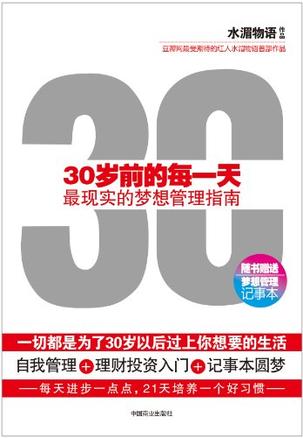 水湄物语 作品
豆瓣网最受期待的红人水湄物语首部作品
30
30岁前的每一天
最现实的梦想管理指南
随书赠送
梦想管理
记事本
一切都是为了30岁以后过上你想要的生活
自我管理+理财投资入门+记事本圆梦
每天进步一点点,21天培养一个好习惯
中国商业出版社